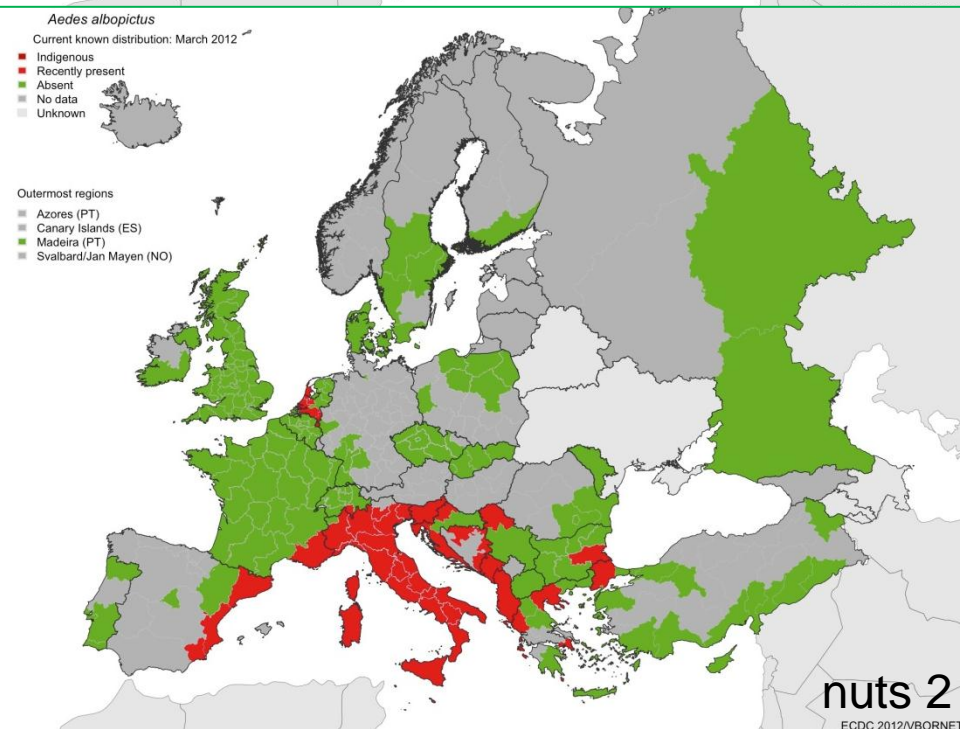 Aedes albopictus
Current known distribution: March 2012
Indigenous
Recently present
Absent
No data
Unknown
Outermost regions
Azores (PT)
Canary Islands (ES)
Madeira (PT)
Svalbard/Jan Mayen (NO)
nuts 2
ECDC 2012/VBORNET